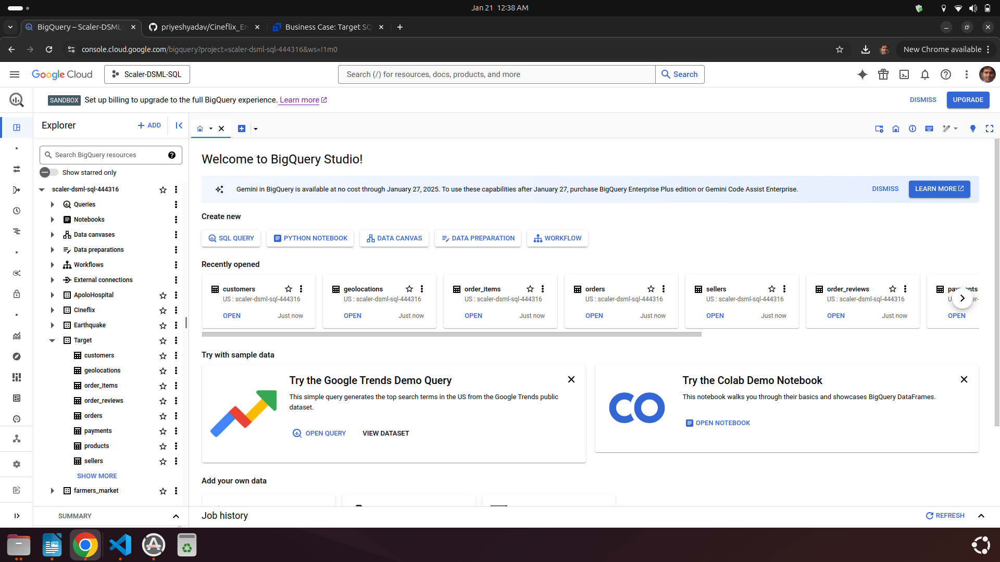 Jan 21 12:38 AM
BigQuery – Scaler-DSML-
priyeshyadav/Cineflix_En
Business Case: Target SQ
console.cloud.google.com/bigquery?project=scaler-dsml-sql-444316&ws=!1m0
New Chrome available
Google Cloud
Scaler-DSML-SQL
Search (/) for resources, docs, products, and more
Search
SANDBOX Set up billing to upgrade to the full BigQuery experience. Learn more
DISMISS
UPGRADE
Explorer
ADD
Search BigQuery resources
Show starred only
scaler-dsml-sql-444316
Queries
Notebooks
Data canvases
Data preparations
Workflows
External connections
ApoloHospital
Cineflix
Earthquake
Target
customers
geolocations
order_items
order_reviews
orders
payments
products
sellers
SHOW MORE
farmers_market
SUMMARY
Welcome to BigQuery Studio!
Gemini in BigQuery is available at no cost through January 27, 2025. To use these capabilities after January 27, purchase BigQuery Enterprise Plus edition or Gemini Code Assist Enterprise.
DISMISS
LEARN MORE
Create new
SQL QUERY
PYTHON NOTEBOOK
DATA CANVAS
DATA PREPARATION
WORKFLOW
Recently opened
customers
US : scaler-dsml-sql-444316
OPEN
Just now
geolocations
US : scaler-dsml-sql-444316
OPEN
Just now
order_items
US : scaler-dsml-sql-444316
OPEN
Just now
orders
US : scaler-dsml-sql-444316
OPEN
Just now
sellers
US : scaler-dsml-sql-444316
OPEN
Just now
order_reviews
US : scaler-dsml-sql-444316
OPEN
Just now
OPEN
Try with sample data
Try the Google Trends Demo Query
This simple query generates the top search terms in the US from the Google Trends public
dataset.
OPEN QUERY
VIEW DATASET
Try the Colab Demo Notebook
This notebook walks you through their basics and showcases BigQuery DataFrames.
OPEN NOTEBOOK
Add your own data
Job history
REFRESH